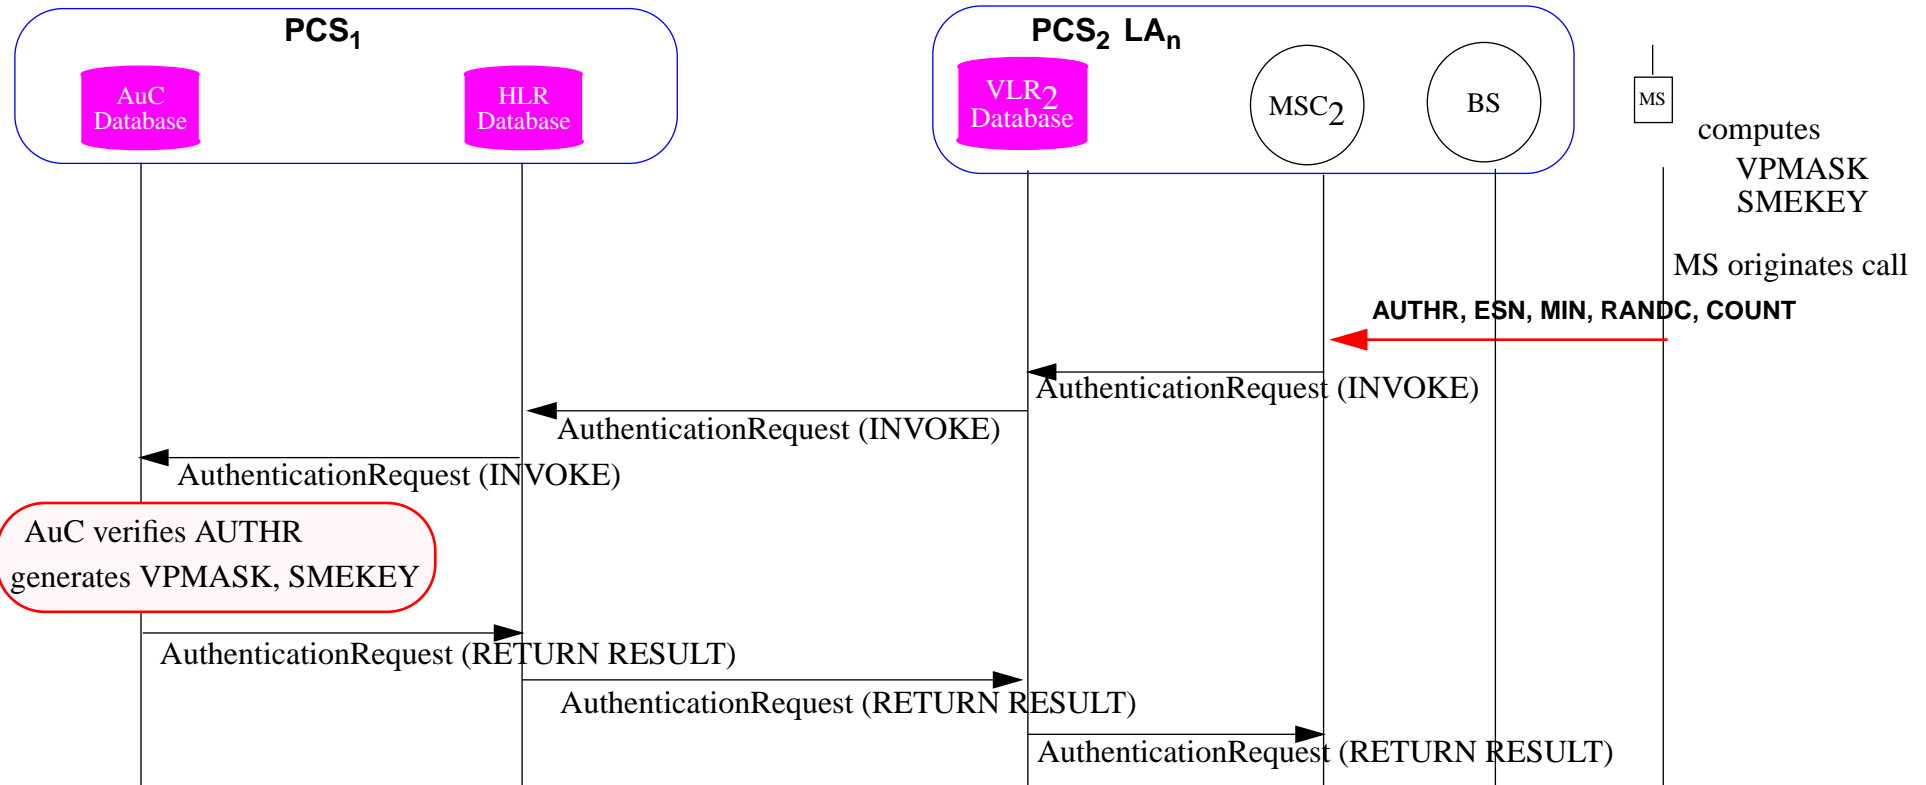 PCS1
PCS2 LAn
AuC
Database
HLR
Database
VLR2
Database
MSC2
BS
MS
computes
VPMASK
SMEKEY
MS originates call
AUTHR, ESN, MIN, RANDC, COUNT
AuthenticationRequest (INVOKE)
AuthenticationRequest (INVOKE)
AuthenticationRequest (INVOKE)
AuC verifies AUTHR
generates VPMASK, SMEKEY
AuthenticationRequest (RETURN RESULT)
AuthenticationRequest (RETURN RESULT)
AuthenticationRequest (RETURN RESULT)